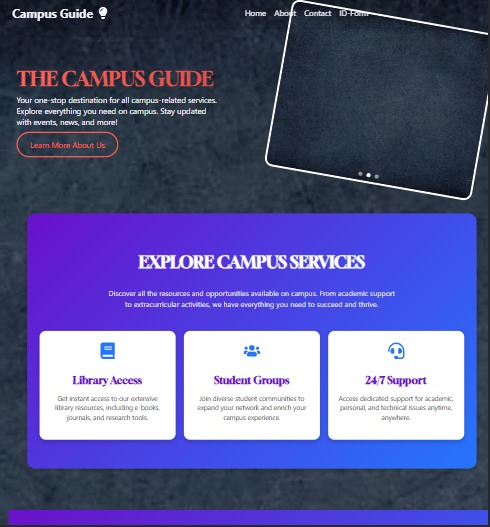 Campus Guide
Home About Contact ID-Form
THE CAMPUS GUIDE
Your one-stop destination for all campus-related services.
Explore everything you need on campus. Stay updated
with events, news, and more!
Learn More About Us
EXPLORE CAMPUS SERVICES
Discover all the resources and opportunities available on campus. From academic support
to extracurricular activities, we have everything you need to succeed and thrive.
Library Access
Get instant access to our extensive
library resources, including e-books,
journals, and research tools.
Student Groups
Join diverse student communities to
expand your network and enrich your
campus experience.
24/7 Support
Access dedicated support for academic,
personal, and technical issues anytime,
anywhere.